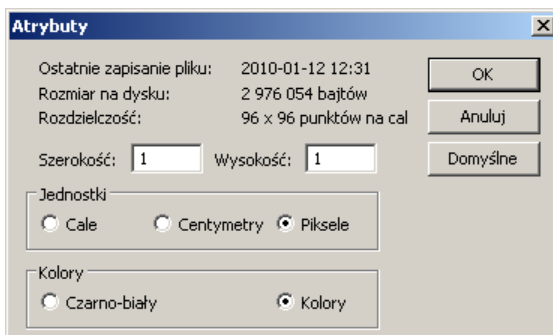 Atrybuty
Ostatnie zapisanie pliku: 2010-01-12 12:31
Rozmiar na dysku: 2 976 054 bajtów
Rozdzielczość: 96 x 96 punktów na cal
OK
Anuluj
Domyślne
Szerokość: 1 Wysokość: 1
Jednostki
Cale Centymetry Piksele
Kolory
Czarno-biały Kolory